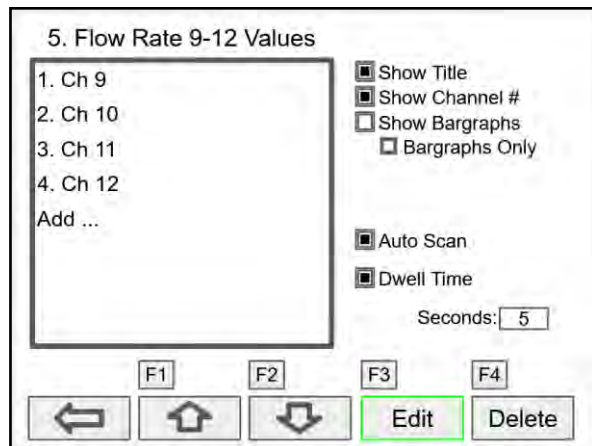 5. Flow Rate 9-12 Values
1. Ch 9
2. Ch 10
3. Ch 11
4. Ch 12
Add ...
Show Title
Show Channel #
Show Bargraphs
Bargraphs Only
Auto Scan
Dwell Time
Seconds: 5
F1 F2 F3 F4
Edit Delete